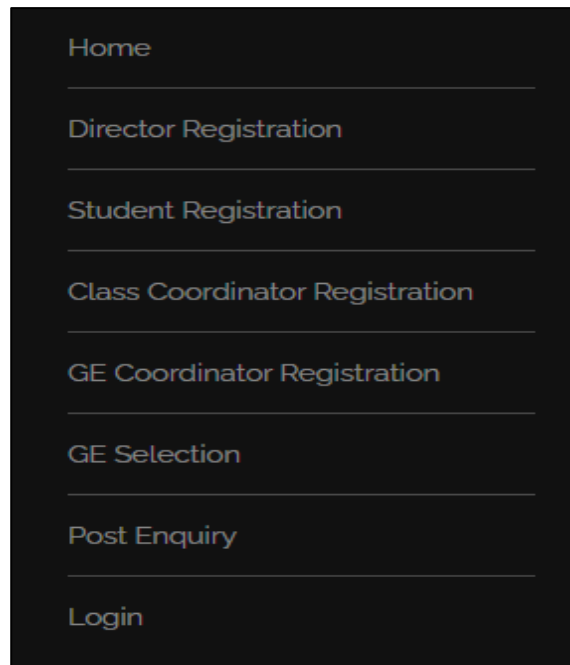 Home
Director Registration
Student Registration
Class Coordinator Registration
GE Coordinator Registration
GE Selection
Post Enquiry
Login